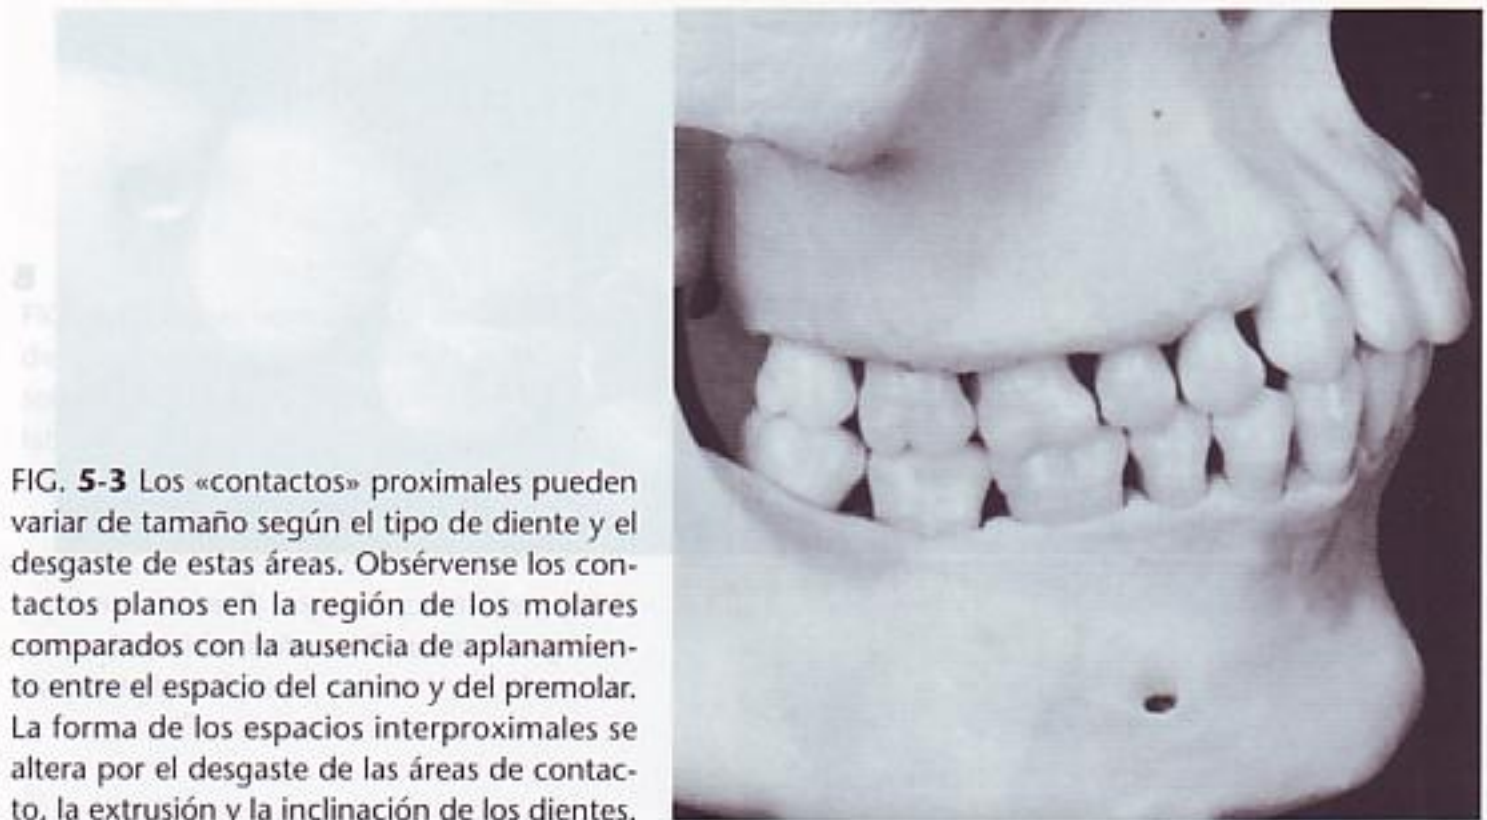 FIG. 5-3 Los «contactos» proximales pueden
variar de tamaño según el tipo de diente y el
desgaste de estas áreas. Obsérvense los con-
tactos planos en la región de los molares
comparados con la ausencia de aplanamien-
to entre el espacio del canino y del premolar.
La forma de los espacios interproximales se
altera por el desgaste de las áreas de contac-
to, la extrusión y la inclinación de los dientes.